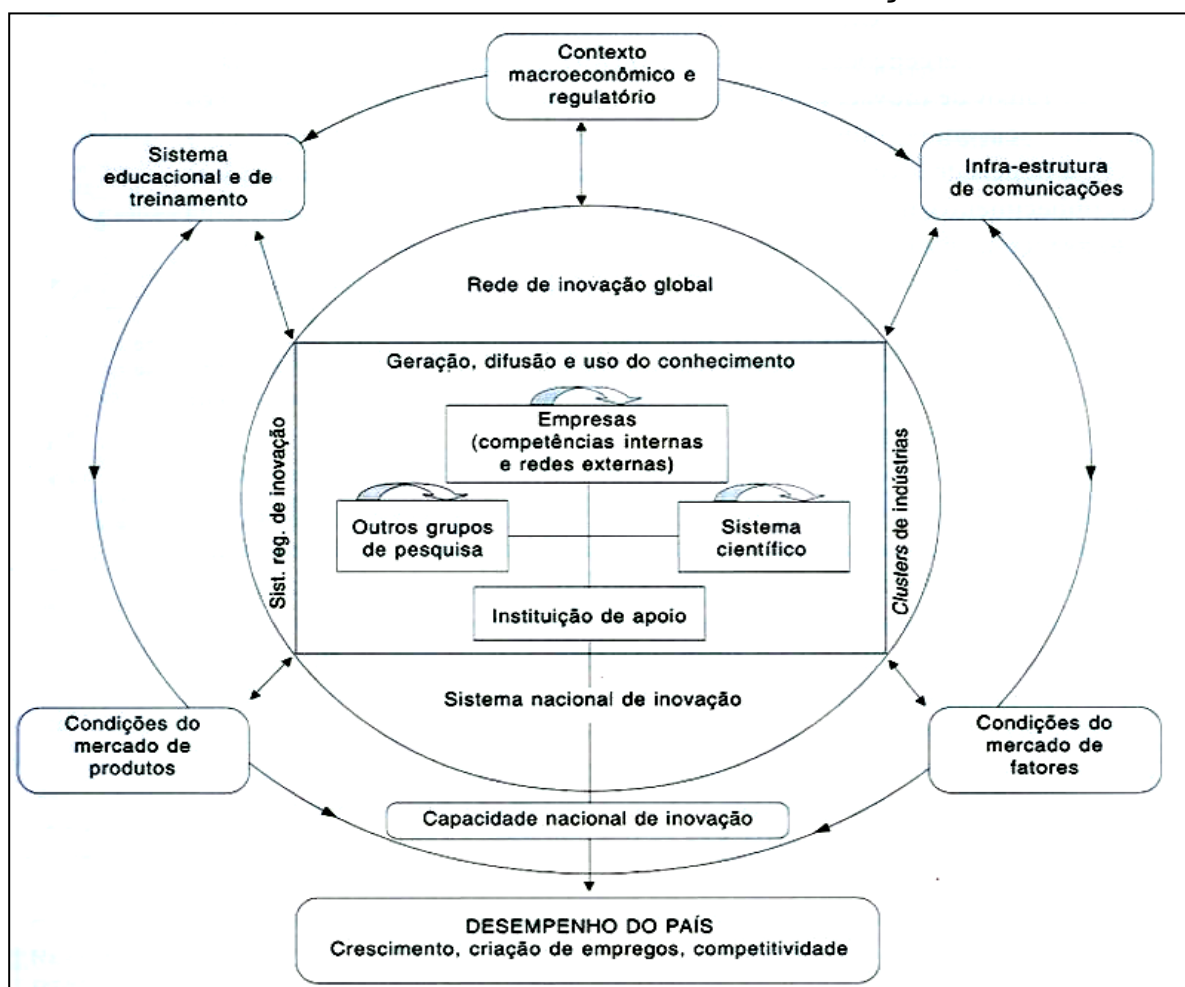 Contexto
macroeconômico e
regulatório
Sistema
educacional e de
treinamento
Infra-estrutura
de comunicações
Rede de inovação global
Geração, difusão e uso do conhecimento
Empresas
(competências internas
e redes externas)
Sist. reg. de inovação
Clusters de indústrias
Outros grupos
de pesquisa
Sistema
científico
Instituição de apoio
Sistema nacional de inovação
Condições do
mercado de
produtos
Condições do
mercado de
fatores
Capacidade nacional de inovação
DESEMPENHO DO PAÍS
Crescimento, criação de empregos, competitividade